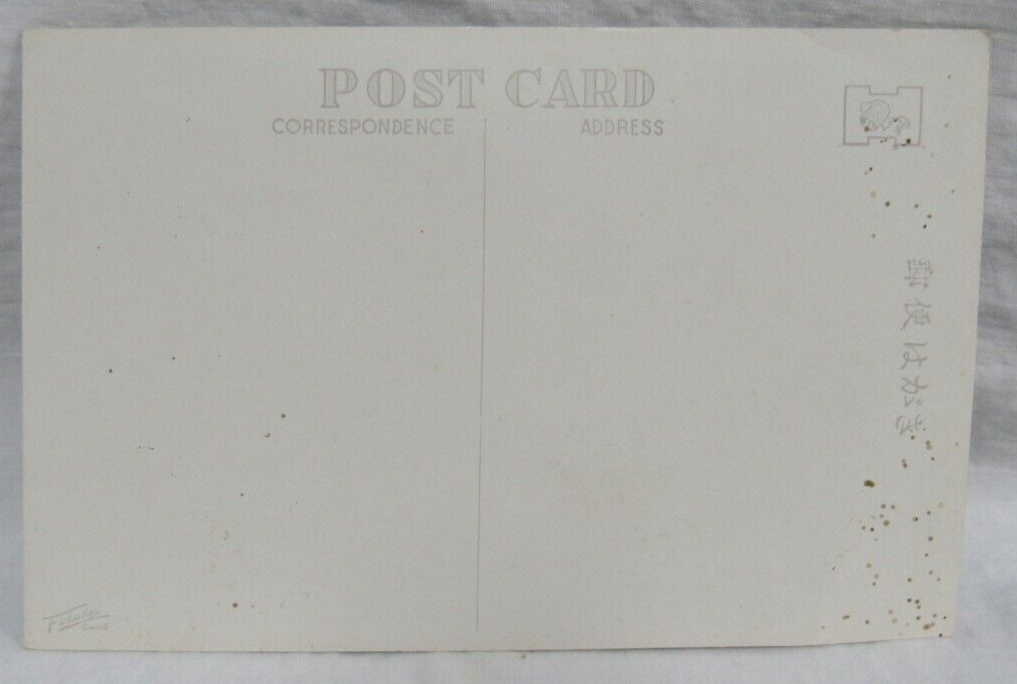 POST CARD
CORRESPONDENCE
ADDRESS
郵便はがき